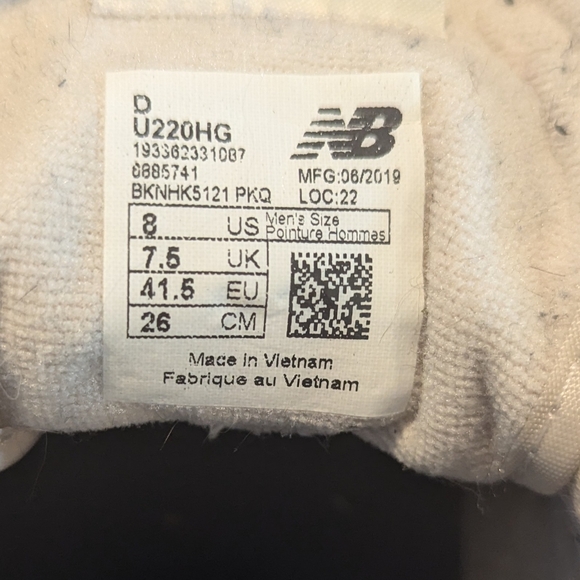 D
U220HG
193362331087
6885741
BKNHK5121 PKQ
NB
MFG:06/2019
LOC:22
8 US Men's Size
Pointure Hommes
7.5 UK
41.5 EU
26 CM
Made in Vietnam
Fabrique au Vietnam